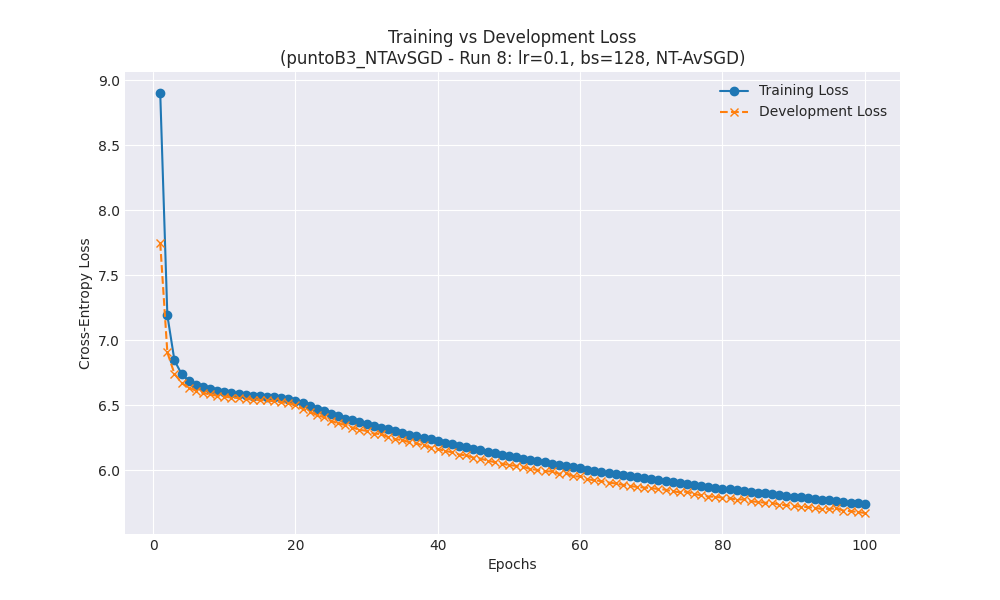 Training vs Development Loss
(puntoB3_NTAvSGD - Run 8: lr=0.1, bs=128, NT-AvSGD)
Training Loss
Development Loss
9.0
8.5
8.0
7.5
7.0
6.5
6.0
Cross-Entropy Loss
0 20 40 60 80 100
Epochs